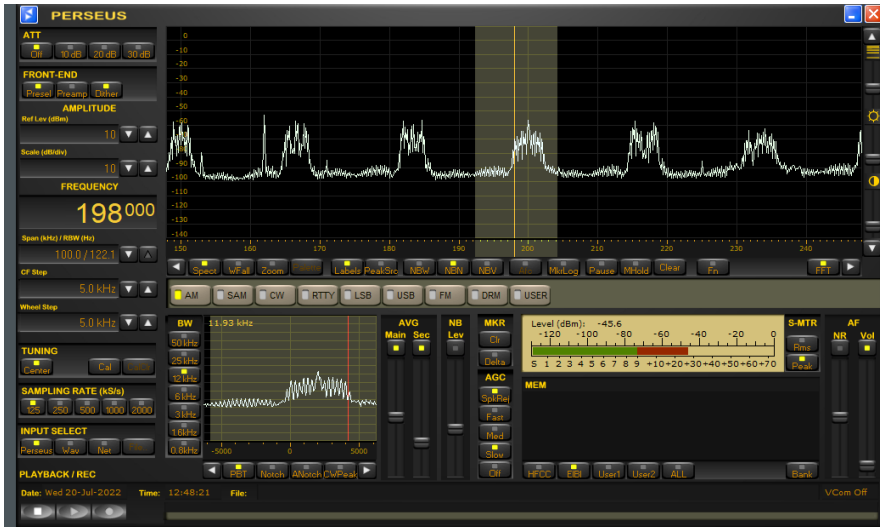 PERSEUS
ATT
Off 10 dB 20 dB 30 dB
FRONT-END
Presel Preamp Dither
AMPLITUDE
Ref Lev (dBm)
10
Scale (dB/div)
10
FREQUENCY
198000
Span (kHz) / RBW (Hz)
100.0 / 122.1
CF Step
5.0 kHz
Wheel Step
5.0 kHz
TUNING
Center Cal
SAMPLING RATE (kS/s)
125 250 500 1000 2000
INPUT SELECT
Perseus Wav Net
PLAYBACK / REC
0
-10
-20
-30
-40
-50
-60
-70
-80
-90
-100
-110
-120
-130
-140
150 160 170 180 190 200 210 220 230 240
Spect WFall Zoom Labels PeakSrc NBW NBN NBV MkrLog Pause MHold Clear Fn FFT
AM SAM CW RTTY LSB USB FM DRM USER
BW
50 kHz
25 kHz
12 kHz
6 kHz
3 kHz
1.6 kHz
0.8 kHz
11.93 kHz
-5000 0 5000
PBT Notch ANotch CWPeak
AVG
Main Sec
NB
Lev
MKR
Clr
Delta
AGC
SpkRej
Fast
Med
Slow
Off
Level (dBm): -45.6
-120 -100 -80 -60 -40 -20 0
S 1 2 3 4 5 6 7 8 9 +10+20+30+40+50+60+70
S-MTR
Rms
Peak
MEM
HFCC EIBI User1 User2 ALL Bank
AF
NR Vol
Date: Wed 20-Jul-2022 Time: 12:48:21 File:
VCom Off